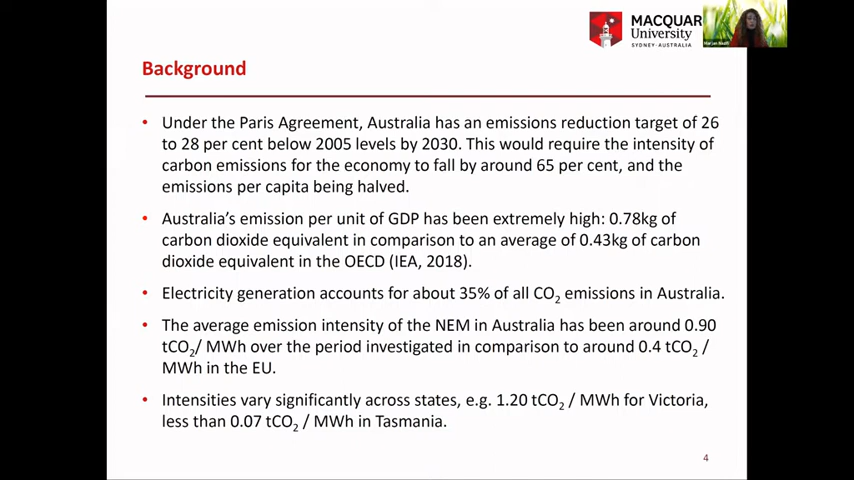 MACQUAR
University
SYDNEY·AUSTRALIA
Background
• Under the Paris Agreement, Australia has an emissions reduction target of 26
to 28 per cent below 2005 levels by 2030. This would require the intensity of
carbon emissions for the economy to fall by around 65 per cent, and the
emissions per capita being halved.
• Australia's emission per unit of GDP has been extremely high: 0.78kg of
carbon dioxide equivalent in comparison to an average of 0.43kg of carbon
dioxide equivalent in the OECD (IEA, 2018).
• Electricity generation accounts for about 35% of all CO₂ emissions in Australia.
• The average emission intensity of the NEM in Australia has been around 0.90
tCO₂/ MWh over the period investigated in comparison to around 0.4 tCO₂ /
MWh in the EU.
• Intensities vary significantly across states, e.g. 1.20 tCO₂ / MWh for Victoria,
less than 0.07 tCO₂ / MWh in Tasmania.
4